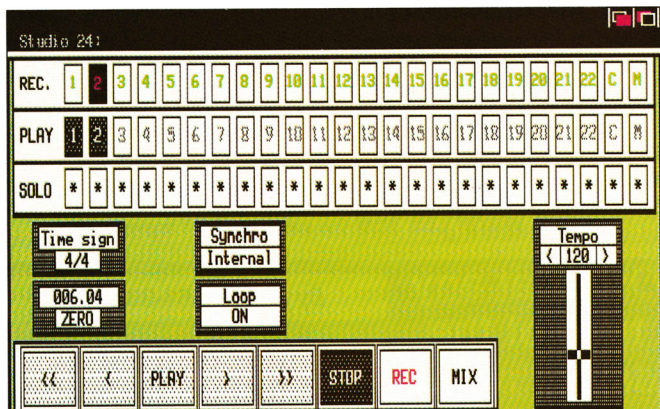 Studio 24:
REC. 1 2 3 4 5 6 7 8 9 10 11 12 13 14 15 16 17 18 19 20 21 22 C M
PLAY 1 2 3 4 5 6 7 8 9 10 11 12 13 14 15 16 17 18 19 20 21 22 C M
SOLO * * * * * * * * * * * * * * * * * * * * * * * *
Time sign
4/4
Synchro
Internal
Tempo
< 120 >
006.04
ZERO
Loop
ON
<< < PLAY > >> STOP REC MIX